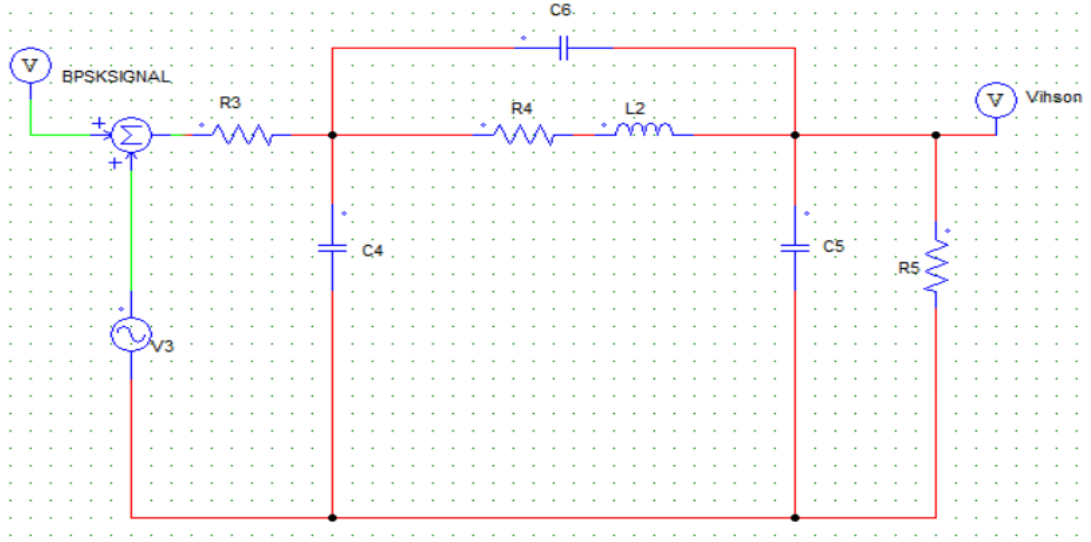 C6
V
BPSKSIGNAL
R3
R4
L2
V
Vihson
+
Σ
+
C4
C5
R5
V3